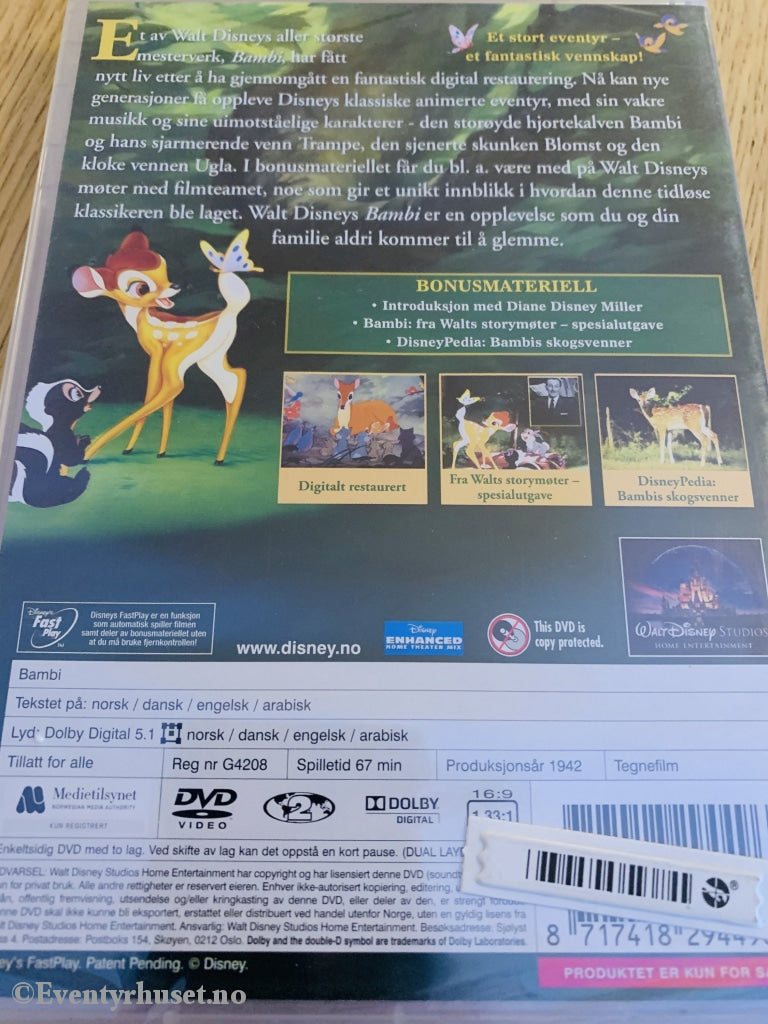 Et av Walt Disneys aller største
mesterverk, Bambi, har fått
nytt liv etter å ha gjennomgått en fantastisk digital restaurering. Nå kan nye
generasjoner få oppleve Disneys klassiske animerte eventyr, med sin vakre
musikk og sine uimotståelige karakterer - den storøyde hjortekalven Bambi
og hans sjarmerende venn Trampe, den sjenerte skunken Blomst og den
kloke vennen Ugla. I bonusmateriellet får du bl. a. være med på Walt Disneys
møter med filmteamet, noe som gir et unikt innblikk i hvordan denne tidløse
klassikeren ble laget. Walt Disneys Bambi er en opplevelse som du og din
familie aldri kommer til å glemme.
Et stort eventyr –
et fantastisk vennskap!
BONUSMATERIELL
• Introduksjon med Diane Disney Miller
• Bambi: fra Walts storymøter – spesialutgave
• DisneyPedia: Bambis skogsvenner
Digitalt restaurert
Fra Walts storymøter –
spesialutgave
DisneyPedia:
Bambis skogsvenner
Disney's
Fast
Play
™
Disneys FastPlay er en funksjon
som automatisk spiller filmen
samt deler av bonusmateriellet uten
at du må bruke fjernkontrollen!
www.disney.no
Disney
ENHANCED
HOME THEATER MIX
This DVD is
copy protected.
WALT DISNEY STUDIOS
HOME ENTERTAINMENT
Bambi
Tekstet på: norsk / dansk / engelsk / arabisk
Lyd: Dolby Digital 5.1 norsk / dansk / engelsk / arabisk
Tillatt for alle
Reg nr G4208
Spilletid 67 min
Produksjonsår 1942
Tegnefilm
Medietilsynet
NORWEGIAN MEDIA AUTHORITY
KUN REGISTRERT
DVD
VIDEO
2
DOLBY
DIGITAL
16:9
1.33:1
Enkeltsidig DVD med to lag. Ved skifte av lag kan det oppstå en kort pause. (DUAL
ADVARSEL: Walt Disney Studios Home Entertainment har copyright og har lisensiert denne DVD
for privat bruk. Alle andre rettigheter er reservert eieren. Enhver ikke-autorisert kopiering, editering,
offentlig fremvisning, utsendelse og/eller kringkasting av denne DVD, eller deler av den, er strengt
DVD skal ikke kunne bli eksportert, erstattet eller distribuert ved handel utenfor Norge, uten en gyldig lisens fra
Disney Studios Home Entertainment. Ansvarlig: Walt Disney Studios Home Entertainment. Besøksadresse: Sjølyst
4. Postadresse: Postboks 154, Skøyen, 0212 Oslo. Dolby and the double-D symbol are trademarks of Dolby Laboratories.
8 717418 29449
ey's FastPlay. Patent Pending. © Disney.
PRODUKTET ER KUN FOR SA
©Eventyrhuset.no